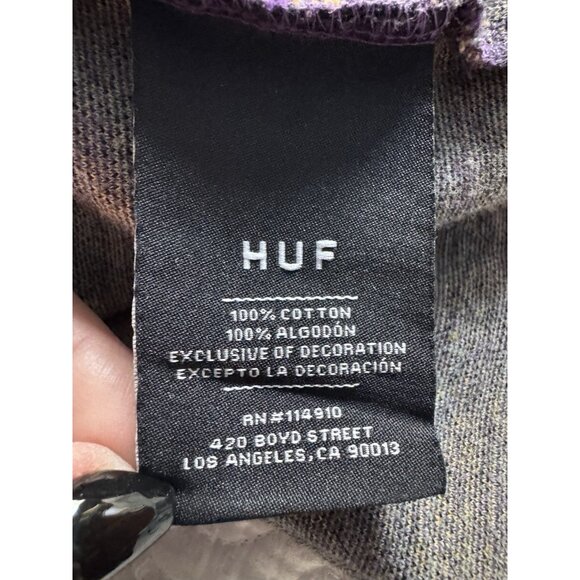 HUF
100% COTTON
100% ALGODÓN
EXCLUSIVE OF DECORATION
EXCEPTO LA DECORACIÓN
RN#114910
420 BOYD STREET
LOS ANGELES, CA 90013